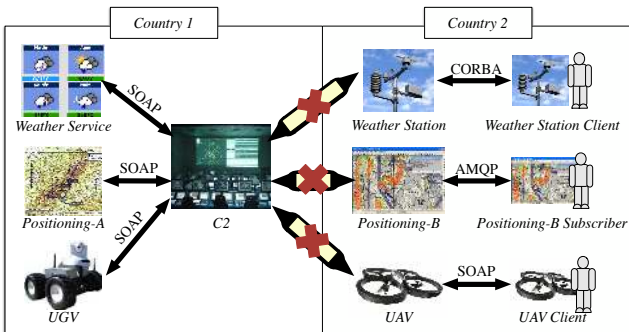 Country 1
Country 2
SOAP
CORBA
Weather Service
Weather Station
Weather Station Client
SOAP
AMQP
Positioning-A
C2
Positioning-B
Positioning-B Subscriber
SOAP
SOAP
UGV
UAV
UAV Client